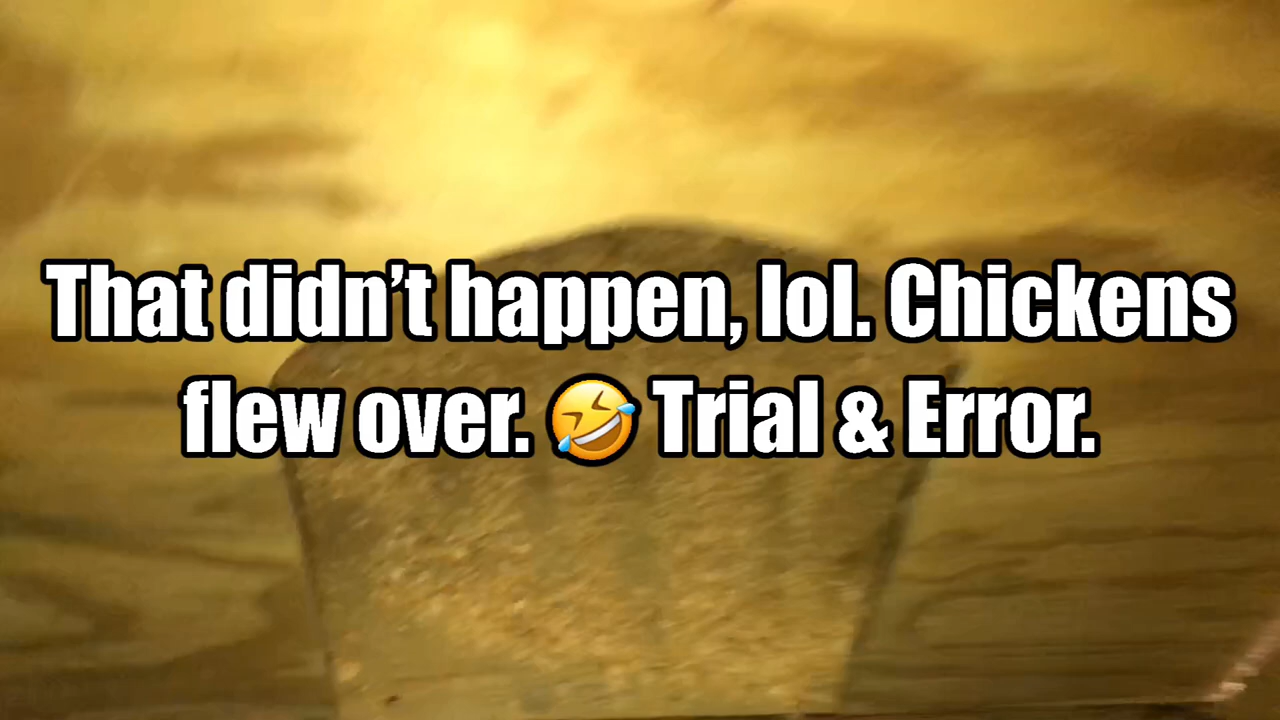 That didn’t happen, lol. Chickens
flew over. 🤣 Trial & Error.